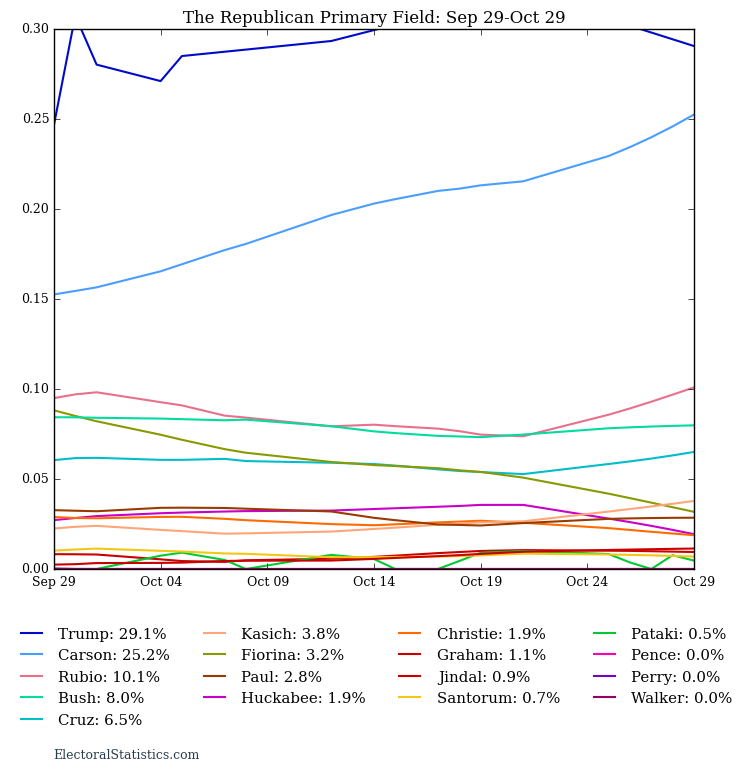 The Republican Primary Field: Sep 29-Oct 29
0.30
0.25
0.20
0.15
0.10
0.05
0.00
Sep 29 Oct 04 Oct 09 Oct 14 Oct 19 Oct 24 Oct 29
Trump: 29.1% Kasich: 3.8% Christie: 1.9% Pataki: 0.5%
Carson: 25.2% Fiorina: 3.2% Graham: 1.1% Pence: 0.0%
Rubio: 10.1% Paul: 2.8% Jindal: 0.9% Perry: 0.0%
Bush: 8.0% Huckabee: 1.9% Santorum: 0.7% Walker: 0.0%
Cruz: 6.5%
ElectoralStatistics.com